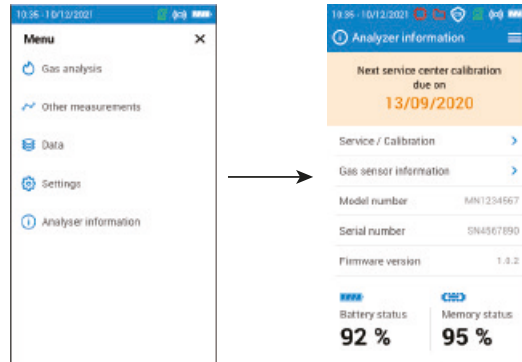 10:35 - 10/12/2021
Menu
Gas analysis
Other measurements
Data
Settings
Analyser information
10:35 - 10/12/2021
Analyzer information
Next service center calibration
due on
13/09/2020
Service / Calibration
Gas sensor information
Model number MN1234567
Serial number SN4567890
Firmware version 1.0.2
Battery status Memory status
92 % 95 %